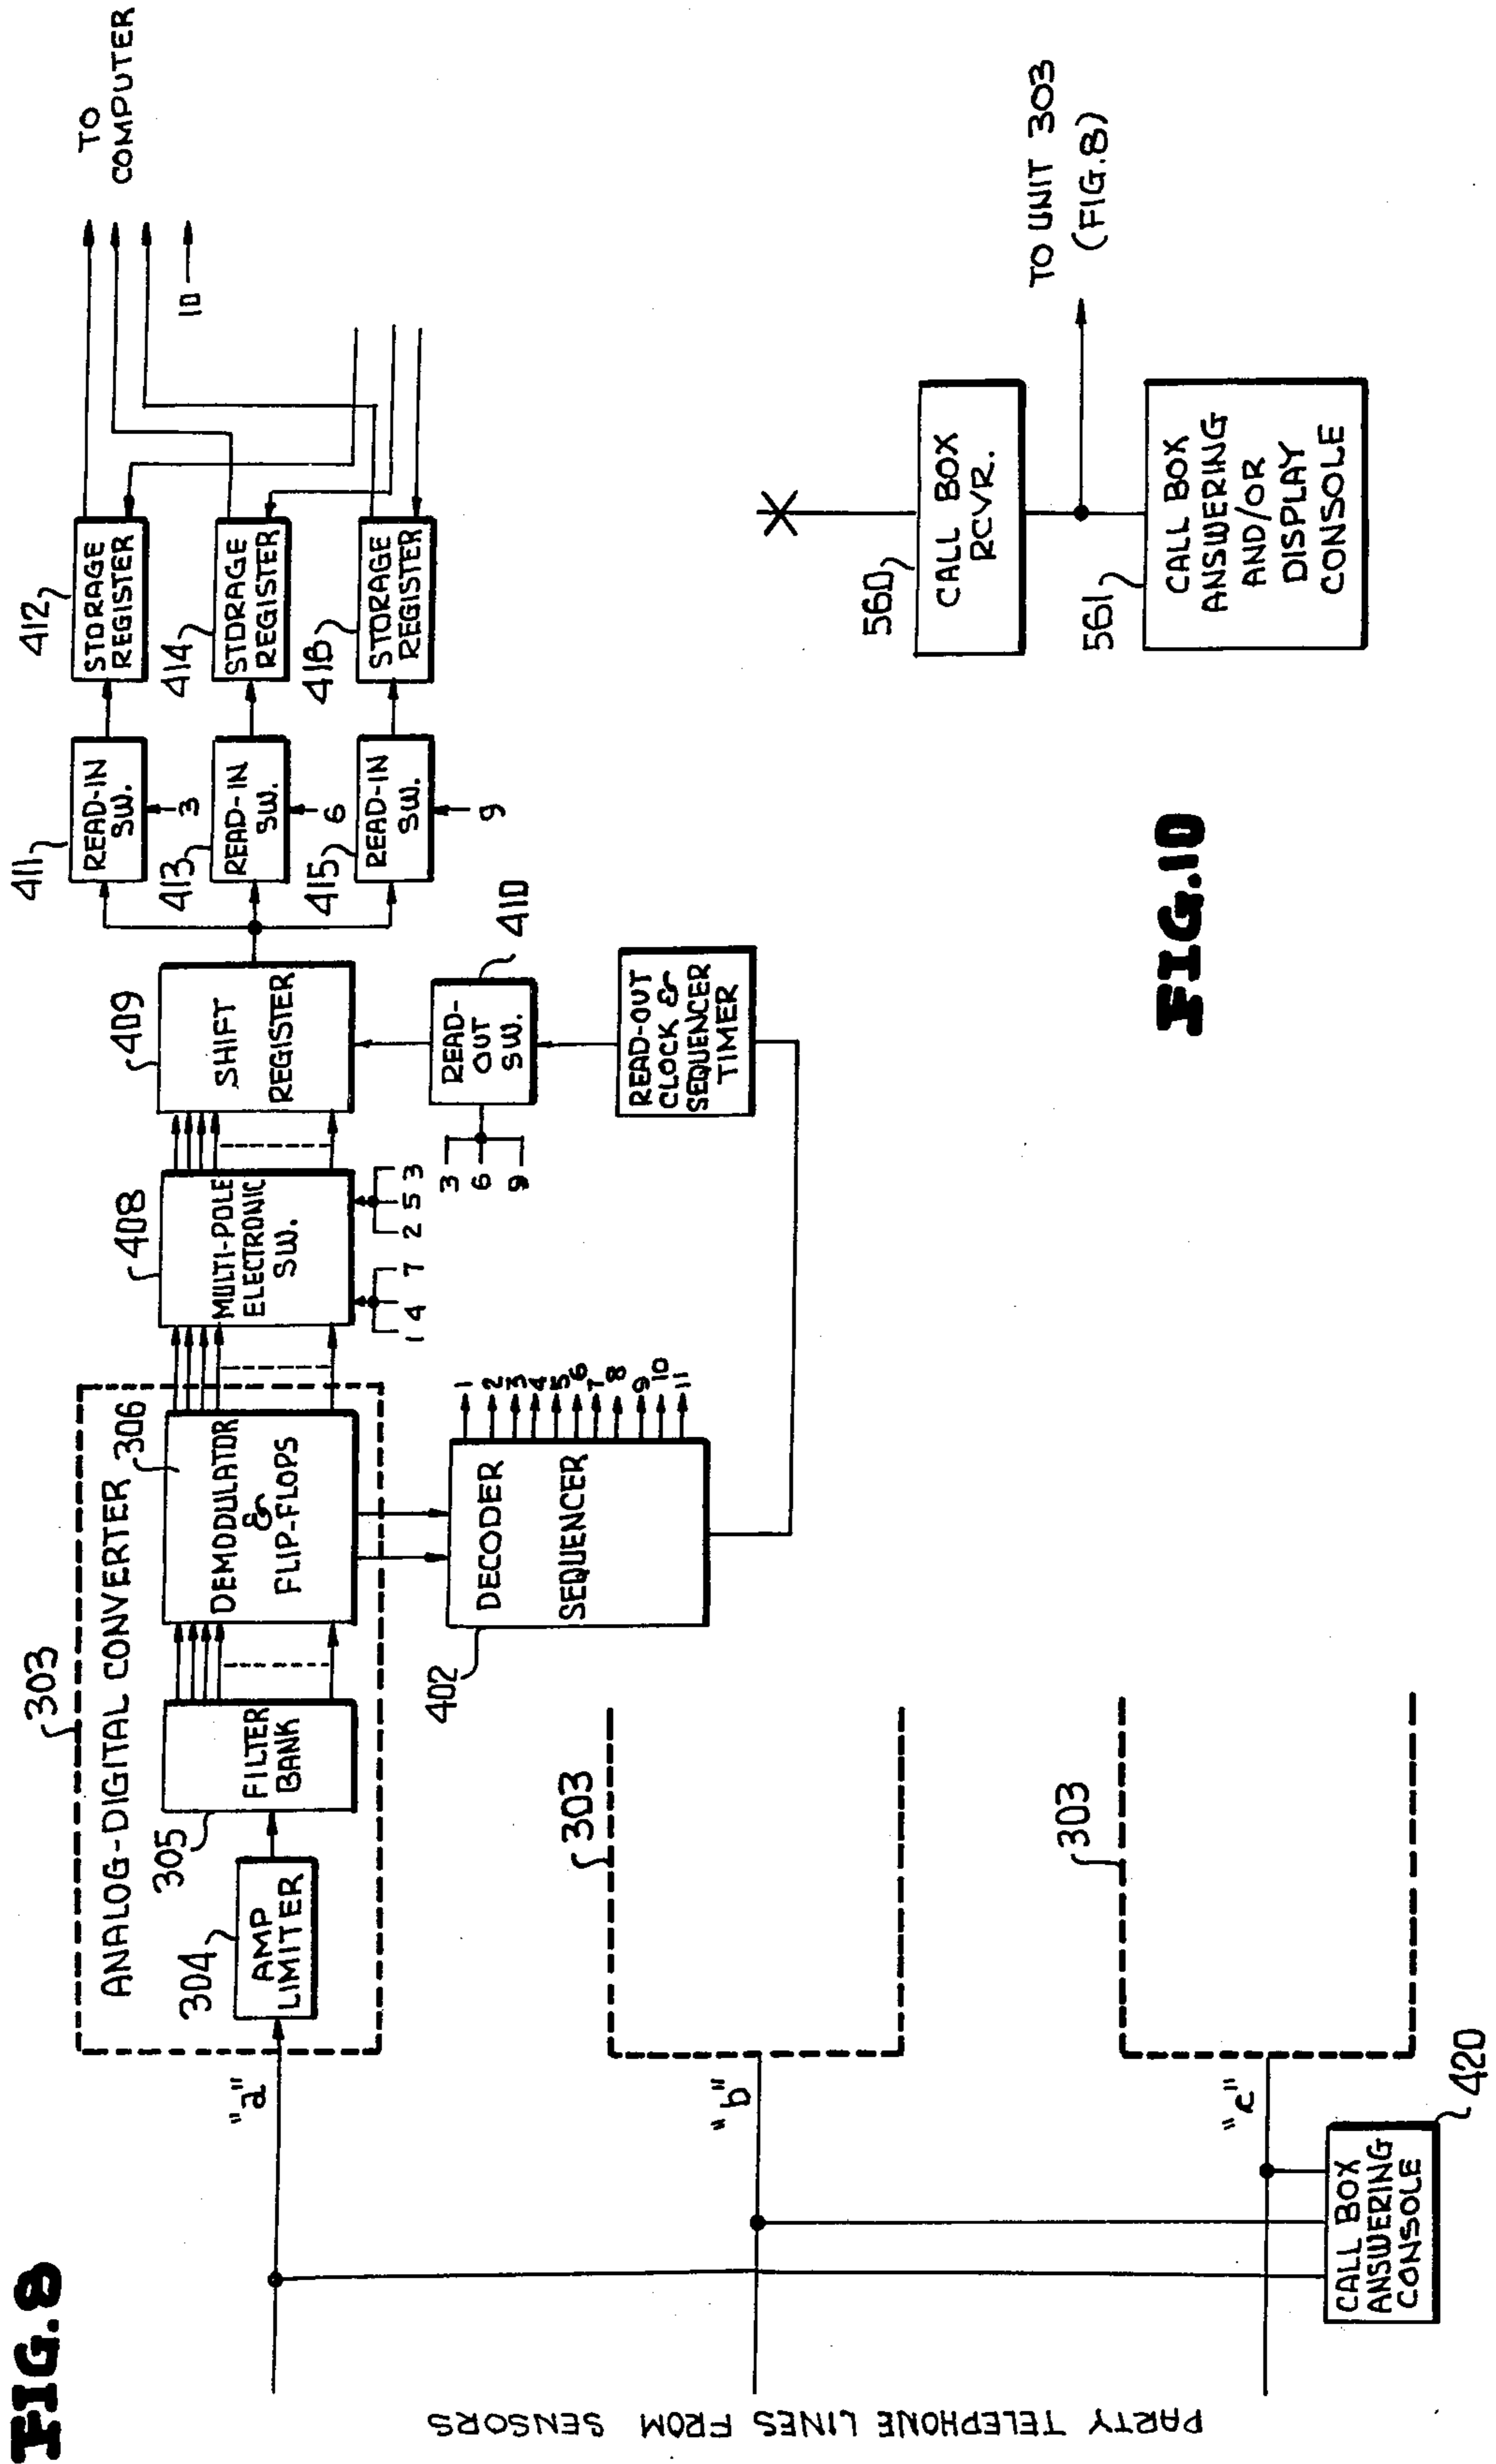 FIG.8
PARTY TELEPHONE LINES FROM SENSORS
"a"
"b"
"c"
CALL BOX
ANSWERING
CONSOLE
420
303
ANALOG-DIGITAL CONVERTER
304
AMP
LIMITER
305
FILTER
BANK
306
DEMODULATOR
&
FLIP-FLOPS
303
303
402
DECODER
SEQUENCER
1
2
3
4
5
6
7
8
9
10
11
408
MULTI-POLE
ELECTRONIC
SW.
1 4 7
2 5 3
409
SHIFT
REGISTER
410
READ-
OUT
SW.
3
6
9
READ-OUT
CLOCK &
SEQUENCER
TIMER
411
READ-IN
SW.
3
413
READ-IN
SW.
6
415
READ-IN
SW.
9
412
STORAGE
REGISTER
414
STORAGE
REGISTER
416
STORAGE
REGISTER
10
TO
COMPUTER
FIG.10
560
CALL BOX
RCVR.
TO UNIT 303
(FIG.8)
561
CALL BOX
ANSWERING
AND/OR
DISPLAY
CONSOLE